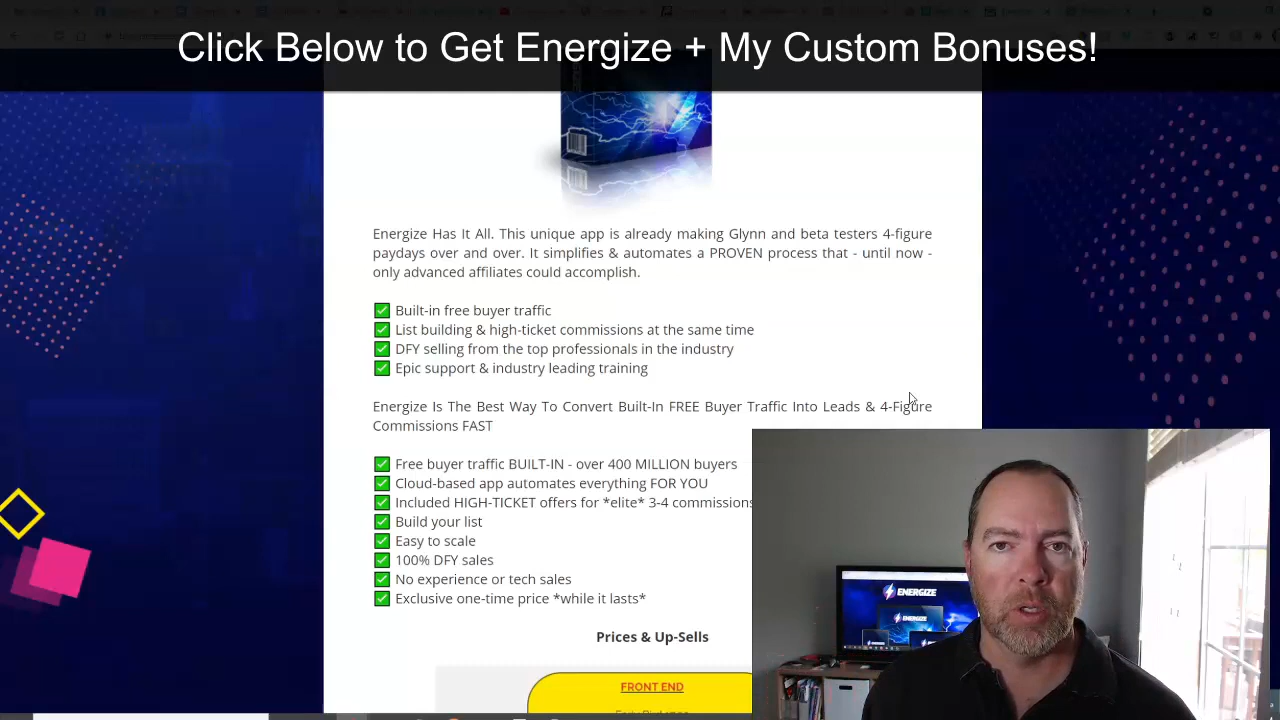 Click Below to Get Energize + My Custom Bonuses!
Energize Has It All. This unique app is already making Glynn and beta testers 4-figure
paydays over and over. It simplifies & automates a PROVEN process that - until now -
only advanced affiliates could accomplish.
Built-in free buyer traffic
List building & high-ticket commissions at the same time
DFY selling from the top professionals in the industry
Epic support & industry leading training
Energize Is The Best Way To Convert Built-In FREE Buyer Traffic Into Leads & 4-Figure
Commissions FAST
Free buyer traffic BUILT-IN - over 400 MILLION buyers
Cloud-based app automates everything FOR YOU
Included HIGH-TICKET offers for *elite* 3-4 commissions
Build your list
Easy to scale
100% DFY sales
No experience or tech sales
Exclusive one-time price *while it lasts*
Prices & Up-Sells
FRONT END
ENERGIZE